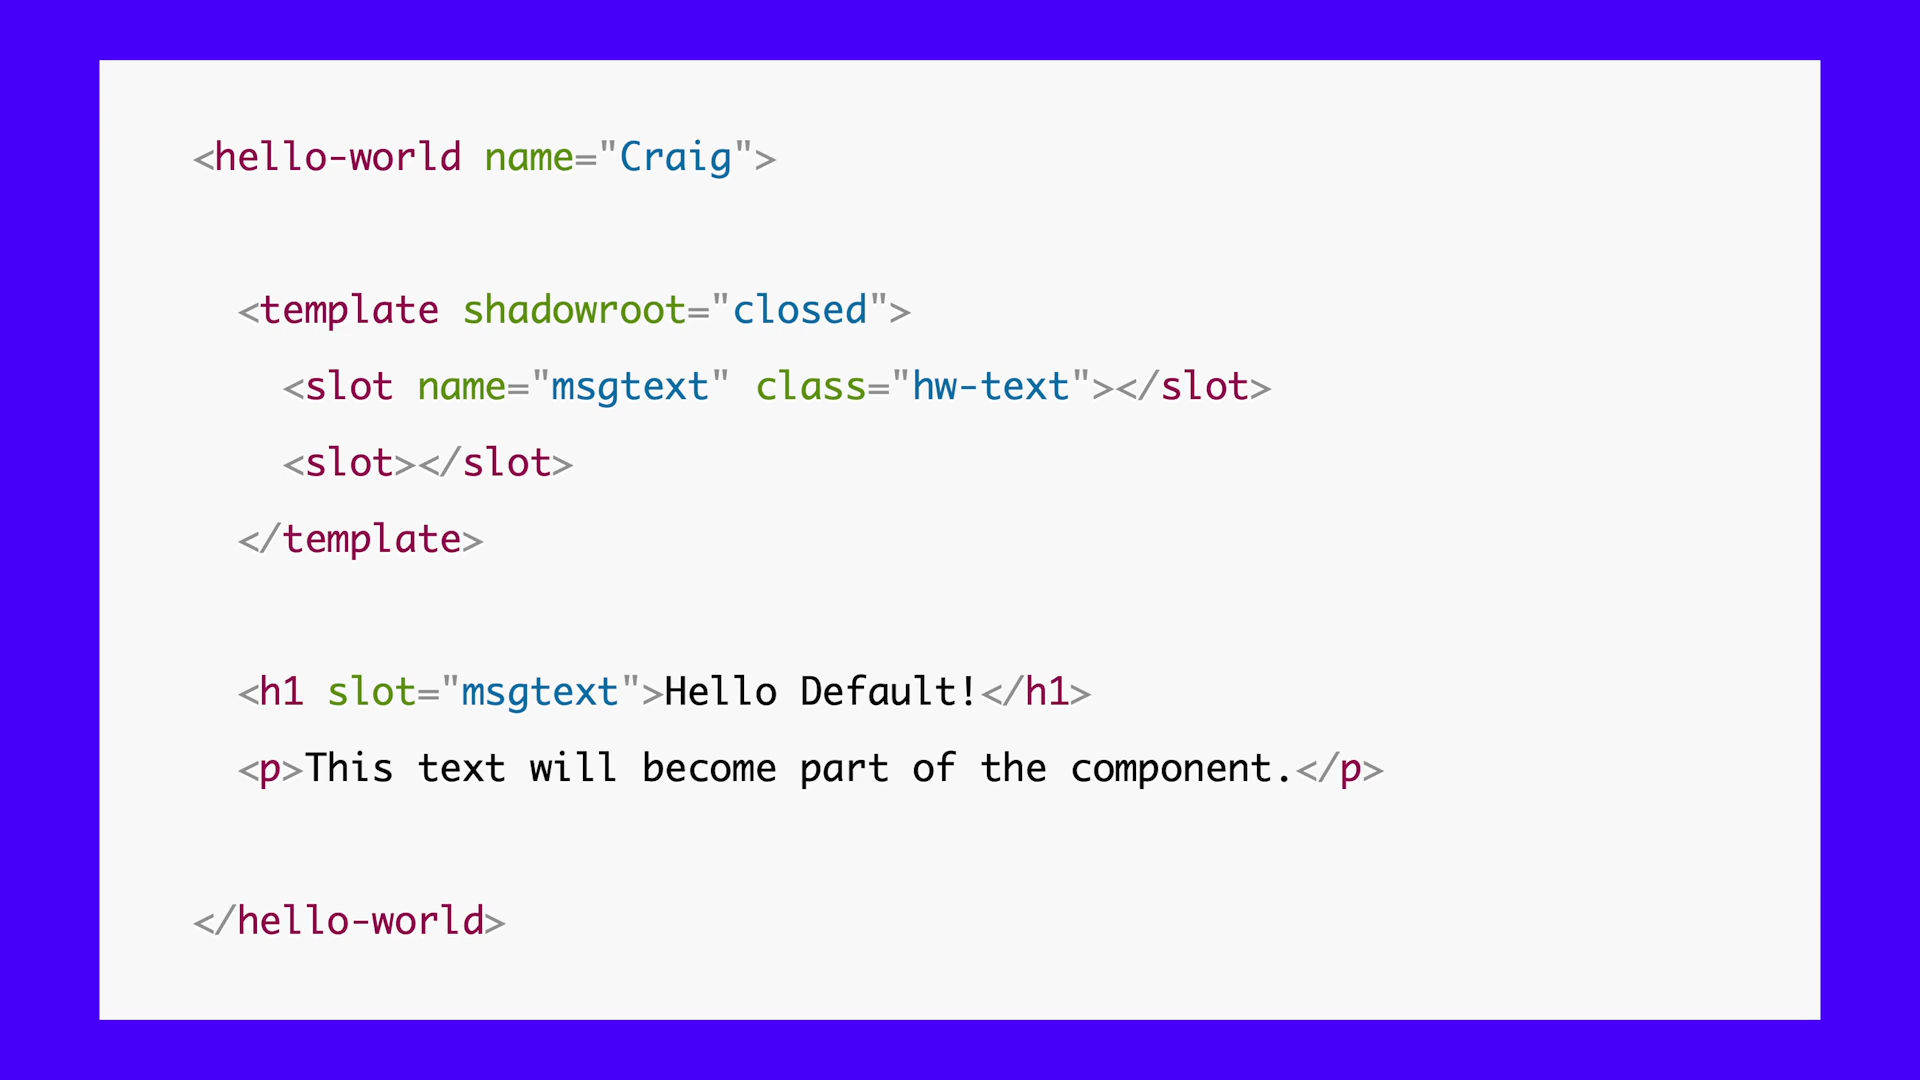 <hello-world name="Craig">
<template shadowroot="closed">
<slot name="msgtext" class="hw-text"></slot>
<slot></slot>
</template>
<h1 slot="msgtext">Hello Default!</h1>
<p>This text will become part of the component.</p>
</hello-world>